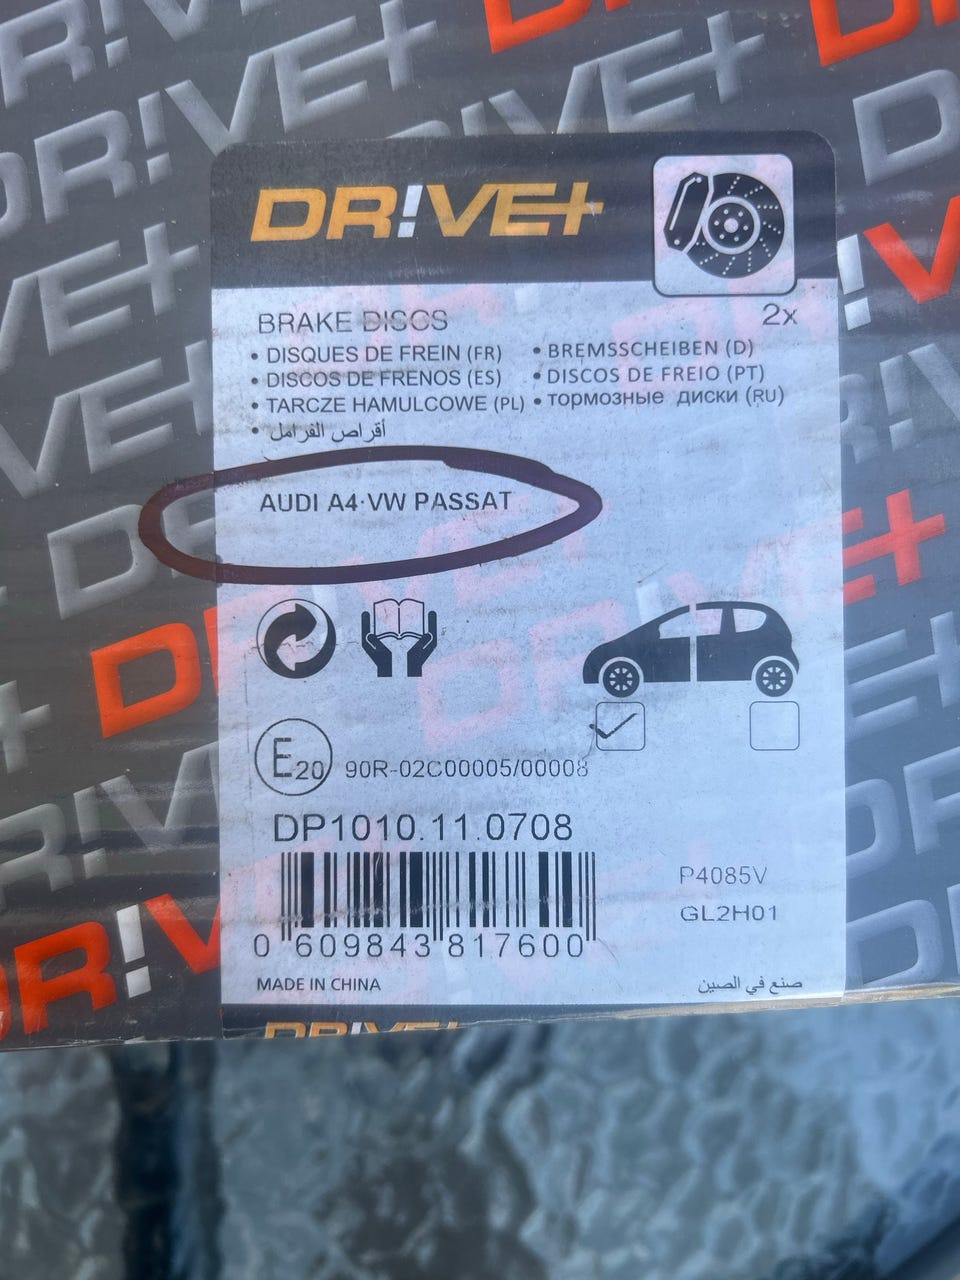 DR!VE+
BRAKE DISCS
2x
• DISQUES DE FREIN (FR)
• BREMSSCHEIBEN (D)
• DISCOS DE FRENOS (ES)
• DISCOS DE FREIO (PT)
• TARCZE HAMULCOWE (PL)
• тормозные диски (RU)
• أقراص الفرامل
AUDI A4·VW PASSAT
E20
90R-02C00005/00008
DP1010.11.0708
P4085V
GL2H01
0 609843 817600
MADE IN CHINA
صنع في الصين
DR!VE+